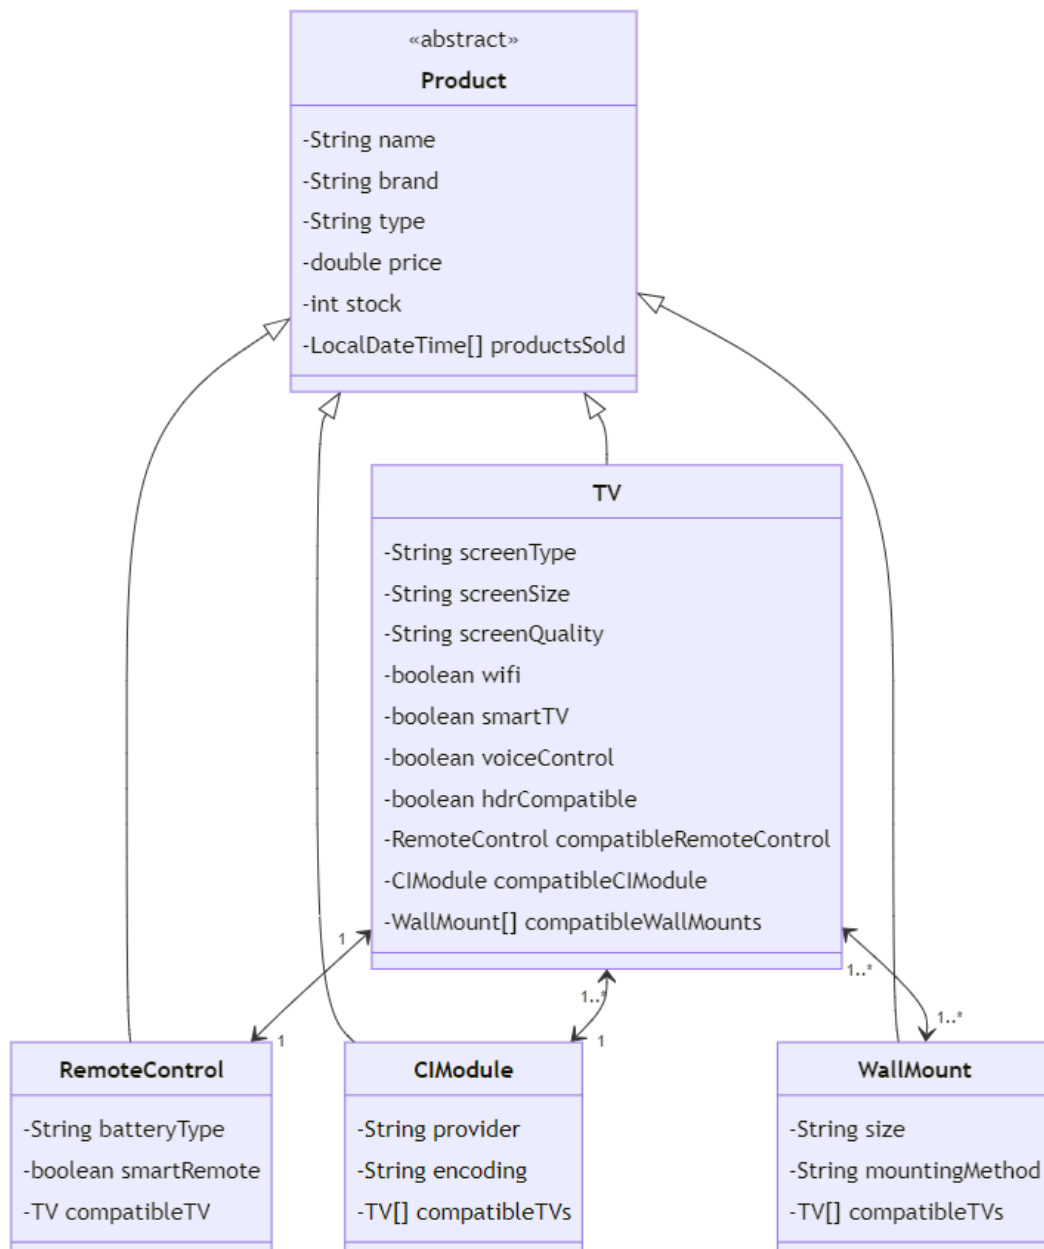 «abstract»
Product
-String name
-String brand
-String type
-double price
-int stock
-LocalDateTime[] productsSold
TV
-String screenType
-String screenSize
-String screenQuality
-boolean wifi
-boolean smartTV
-boolean voiceControl
-boolean hdrCompatible
-RemoteControl compatibleRemoteControl
-CIModule compatibleCIModule
-WallMount[] compatibleWallMounts
1
1..*
1..*
1
1
1..*
RemoteControl
-String batteryType
-boolean smartRemote
-TV compatibleTV
CIModule
-String provider
-String encoding
-TV[] compatibleTVs
WallMount
-String size
-String mountingMethod
-TV[] compatibleTVs